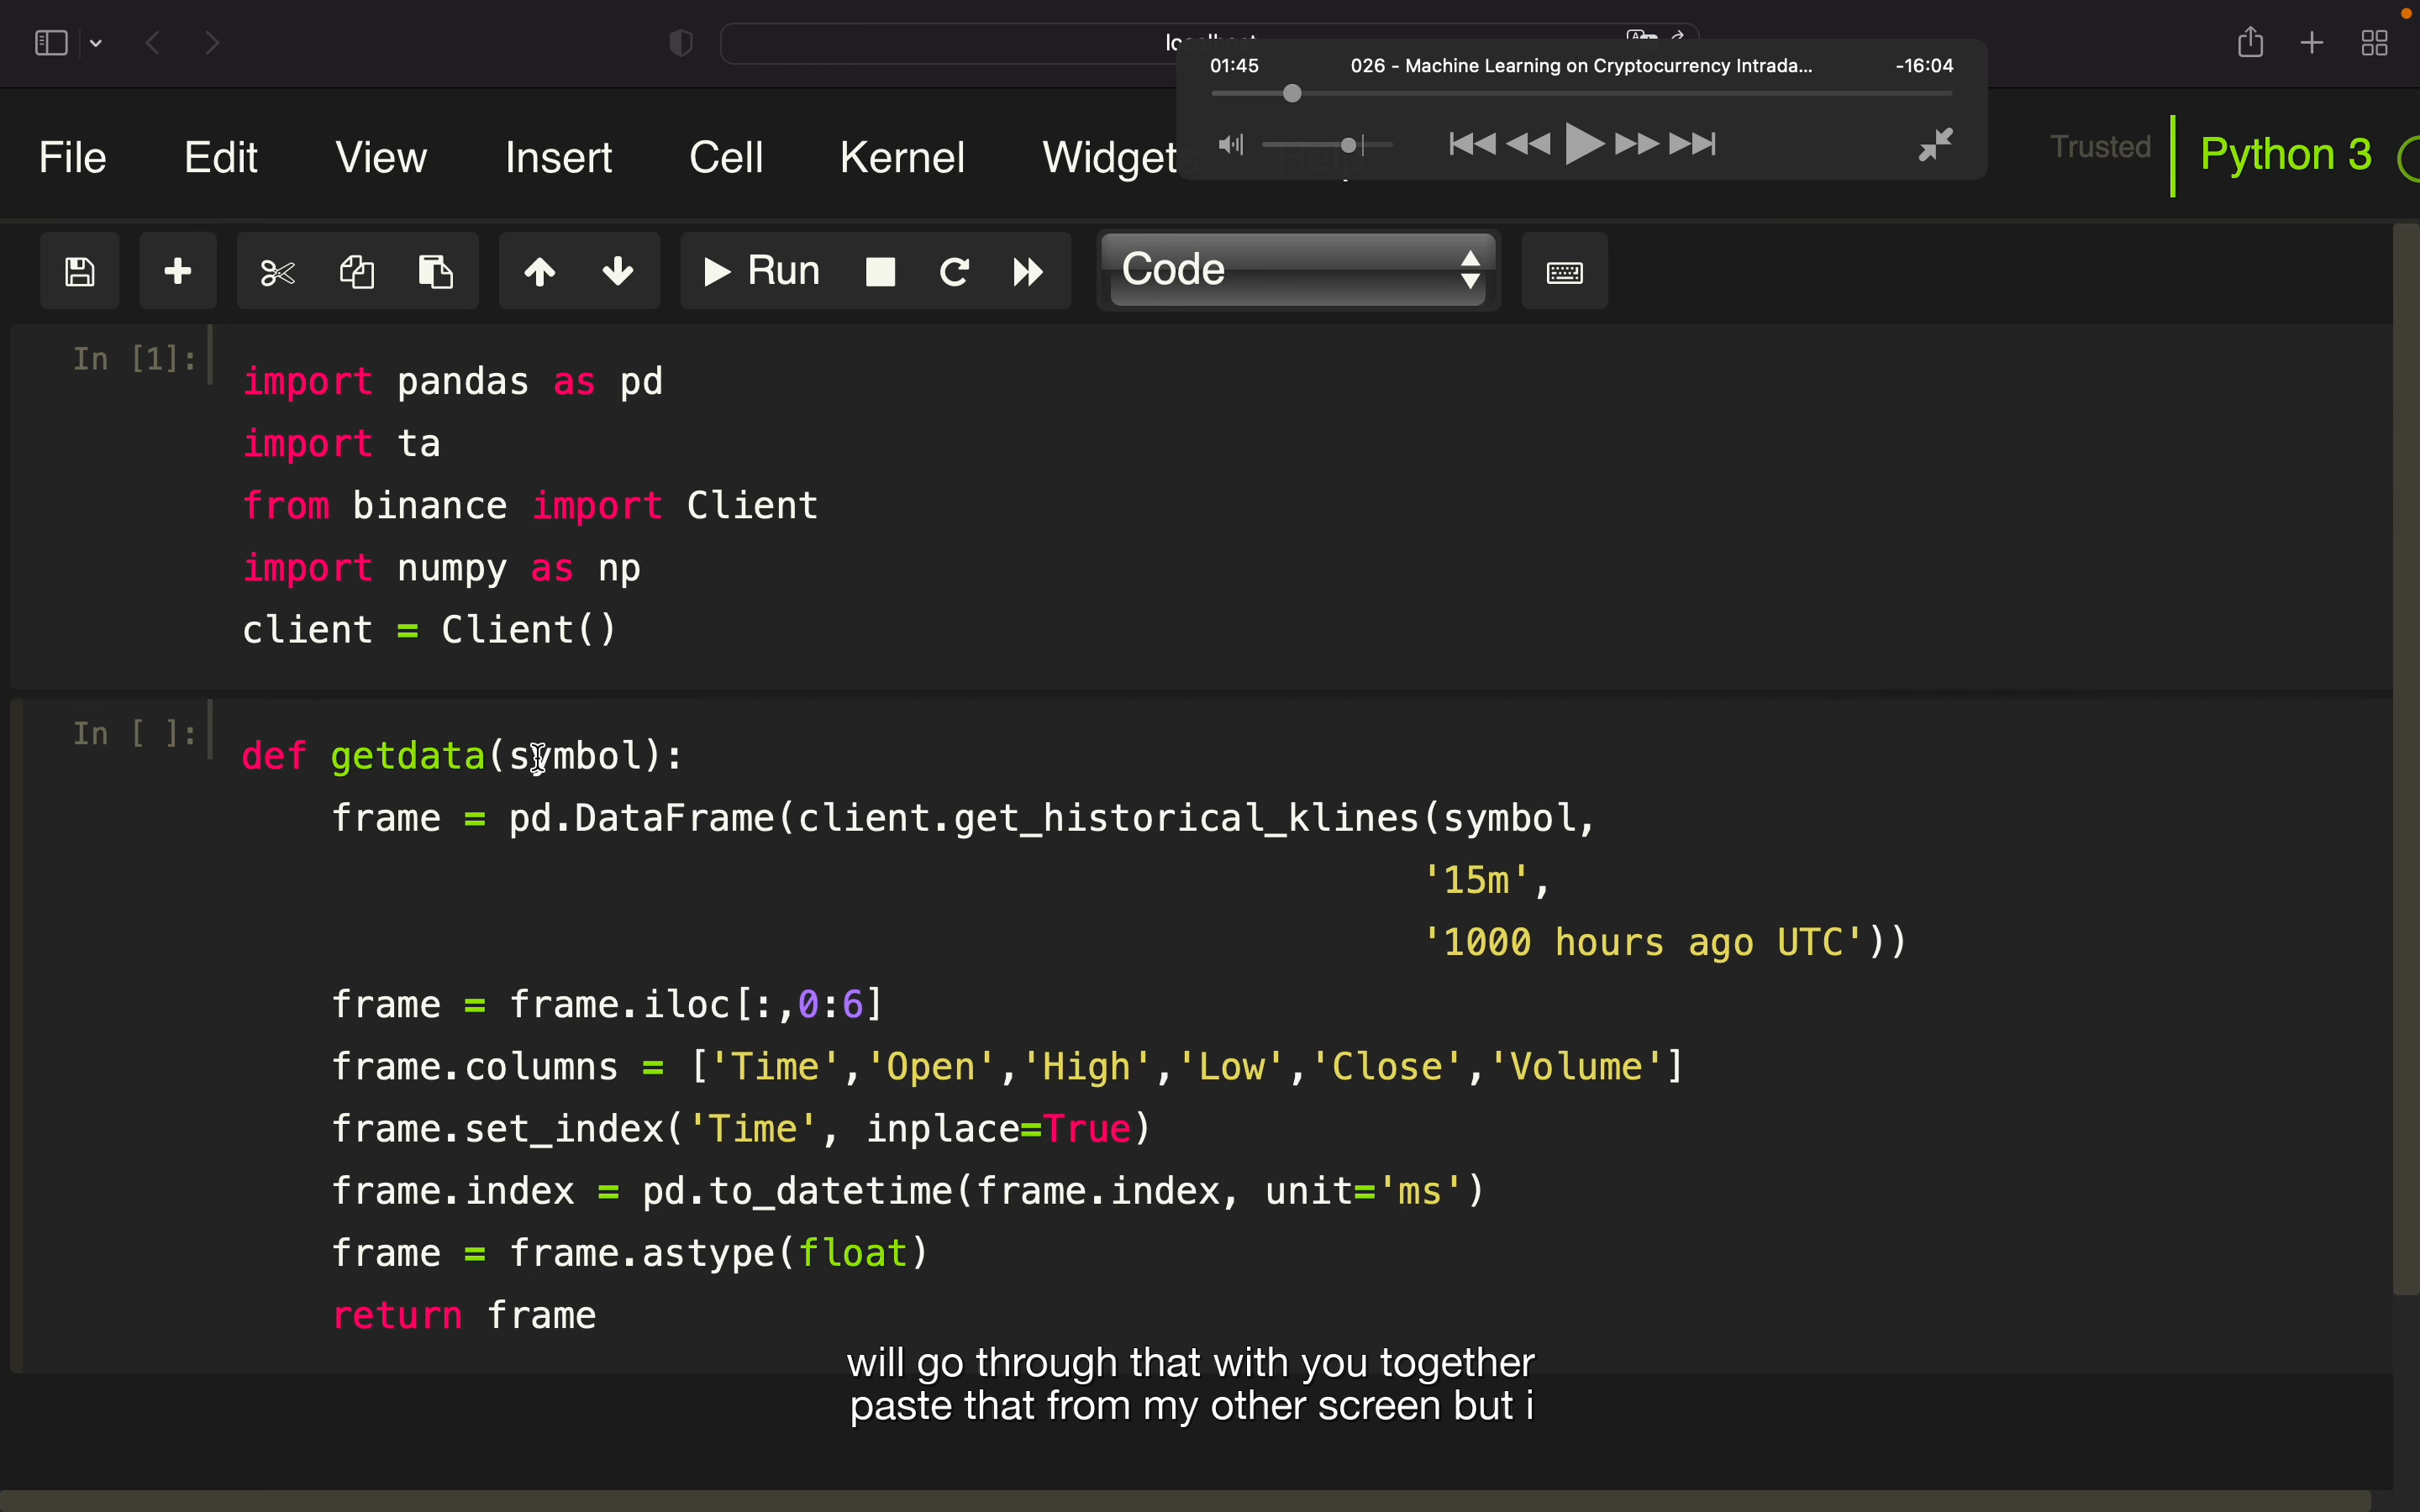 01:45 026 - Machine Learning on Cryptocurrency Intrada... -16:04
File Edit View Insert Cell Kernel Widgets Help Trusted Python 3
Run Code
In [1]:
import pandas as pd
import ta
from binance import Client
import numpy as np
client = Client()
In [ ]:
def getdata(symbol):
    frame = pd.DataFrame(client.get_historical_klines(symbol,
                                                      '15m',
                                                      '1000 hours ago UTC'))
    frame = frame.iloc[:,0:6]
    frame.columns = ['Time','Open','High','Low','Close','Volume']
    frame.set_index('Time', inplace=True)
    frame.index = pd.to_datetime(frame.index, unit='ms')
    frame = frame.astype(float)
    return frame
will go through that with you together
paste that from my other screen but i